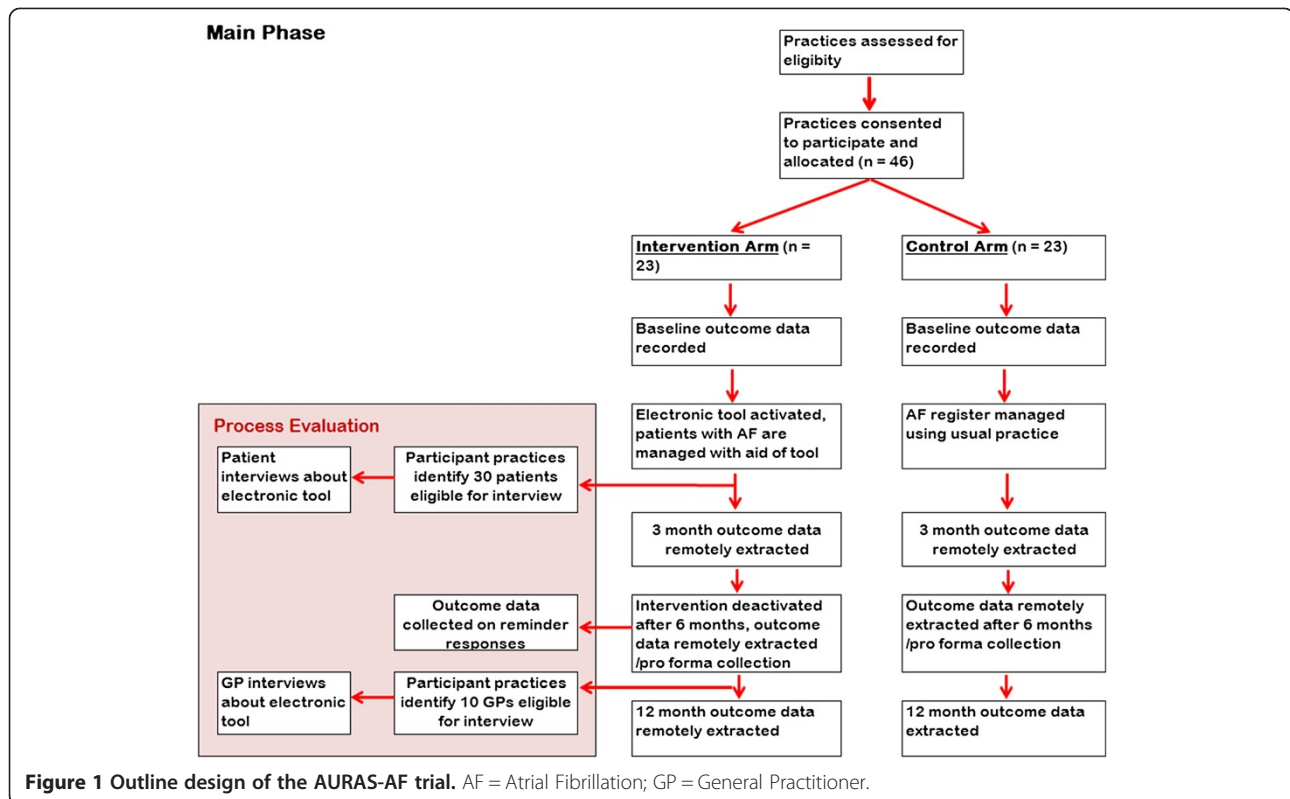 Main Phase
Practices assessed for
eligibity
Practices consented
to participate and
allocated (n = 46)
Intervention Arm (n =
23)
Control Arm (n = 23)
Baseline outcome data
recorded
Baseline outcome data
recorded
Electronic tool activated,
patients with AF are
managed with aid of tool
AF register managed
using usual practice
Process Evaluation
Patient
interviews about
electronic tool
Participant practices
identify 30 patients
eligible for interview
3 month outcome data
remotely extracted
3 month outcome data
remotely extracted
Outcome data
collected on reminder
responses
Intervention deactivated
after 6 months, outcome
data remotely extracted
/pro forma collection
Outcome data remotely
extracted after 6 months
/pro forma collection
GP interviews
about electronic
tool
Participant practices
identify 10 GPs eligible
for interview
12 month outcome data
remotely extracted
12 month outcome data
extracted
Figure 1 Outline design of the AURAS-AF trial. AF = Atrial Fibrillation; GP = General Practitioner.